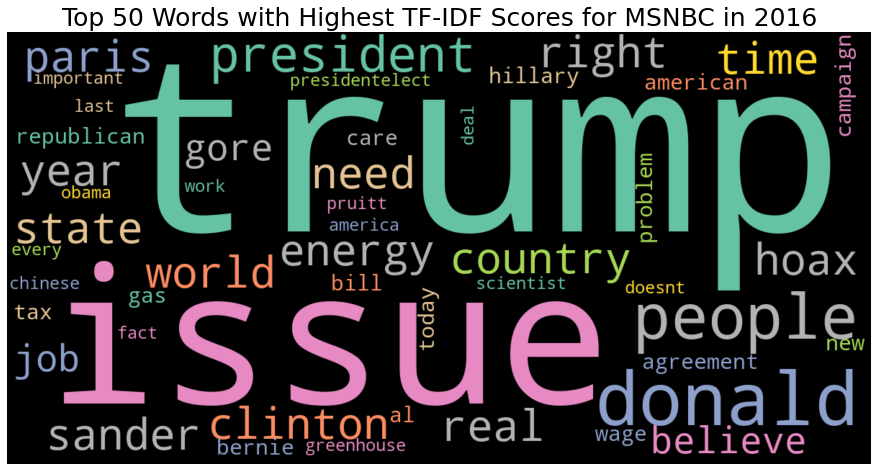 Top 50 Words with Highest TF-IDF Scores for MSNBC in 2016
paris
president
right
time
campaign
important
presidentelect
hillary
american
last
trump
deal
republican
gore
care
year
need
work
obama
pruitt
problem
state
america
every
energy
country
hoax
world
chinese
bill
scientist
doesnt
gas
tax
issue
today
people
fact
new
job
agreement
donald
sander
clinton
al
real
wage
believe
bernie
greenhouse